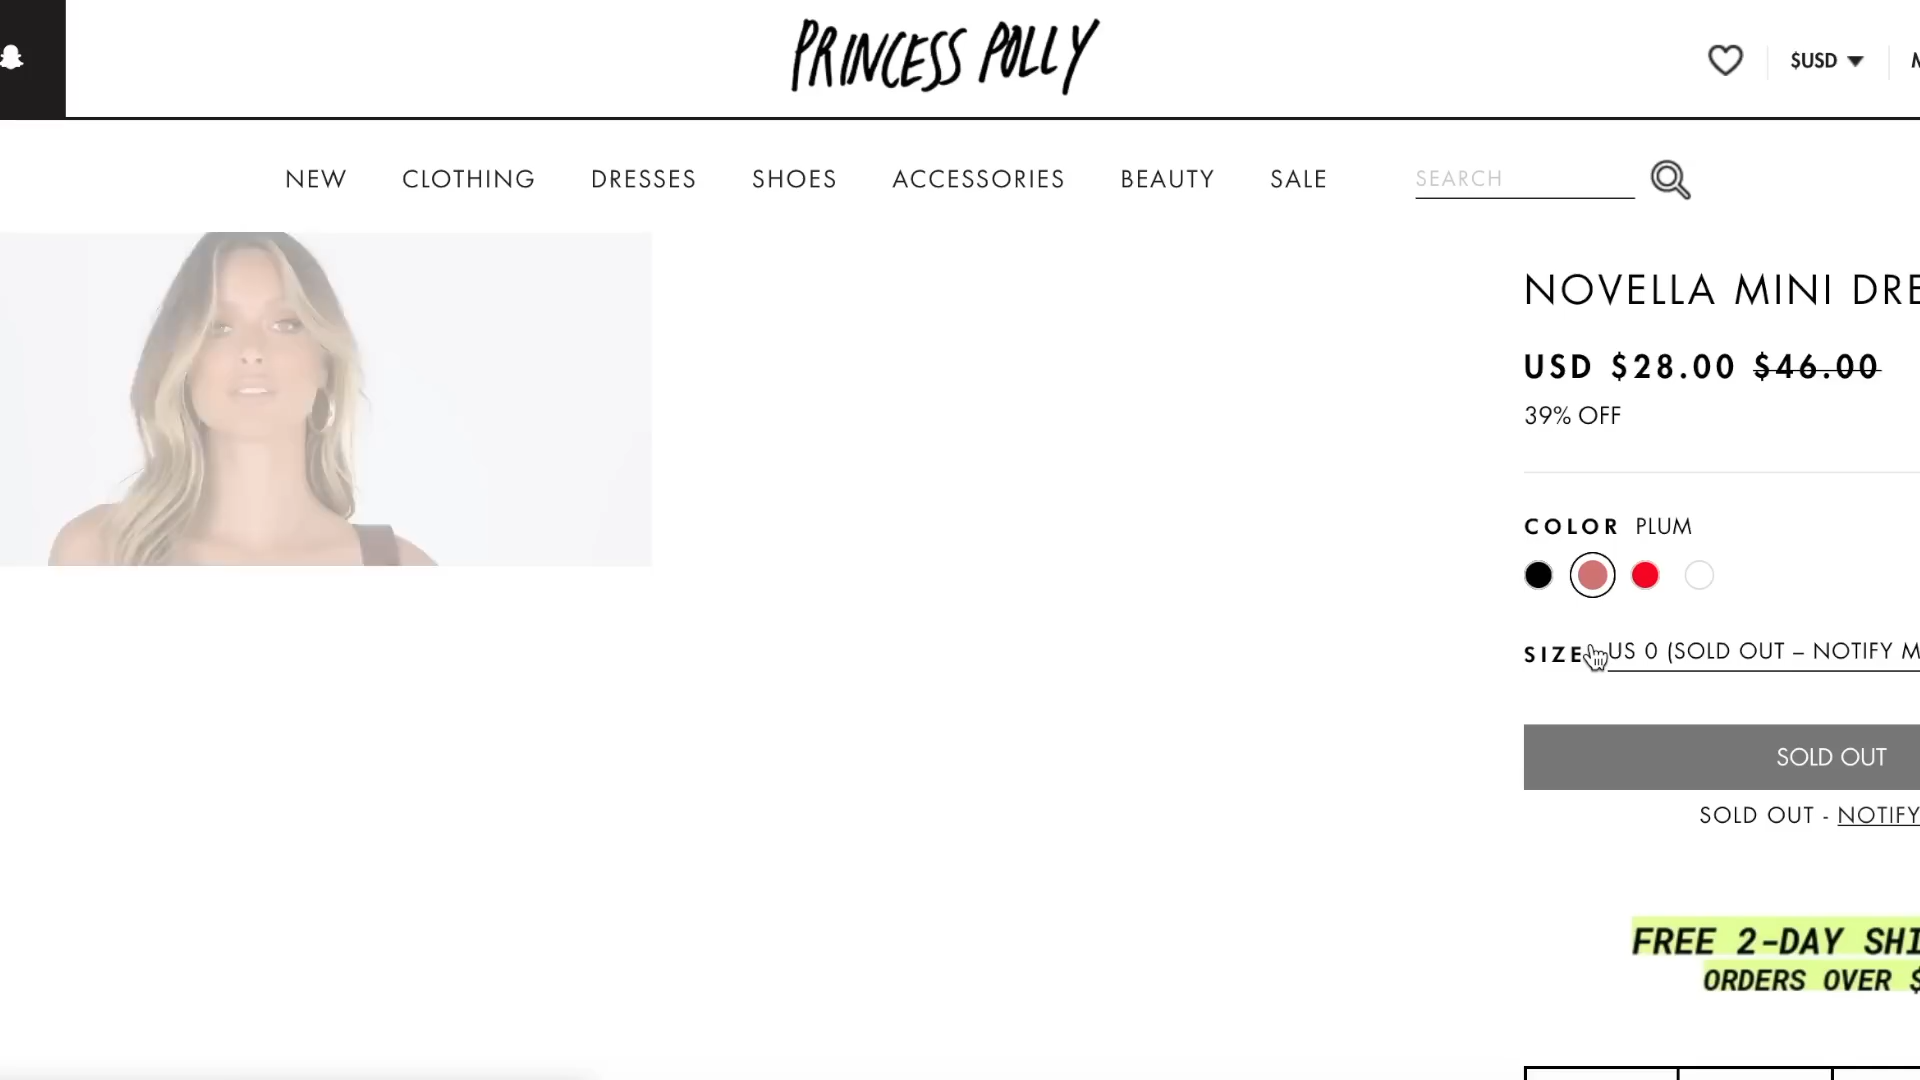 PRINCESS POLLY
$USD
NEW CLOTHING DRESSES SHOES ACCESSORIES BEAUTY SALE SEARCH
NOVELLA MINI DRE
USD $28.00 $46.00
39% OFF
COLOR PLUM
SIZE US 0 (SOLD OUT – NOTIFY M
SOLD OUT
SOLD OUT - NOTIFY
FREE 2-DAY SHI
ORDERS OVER $